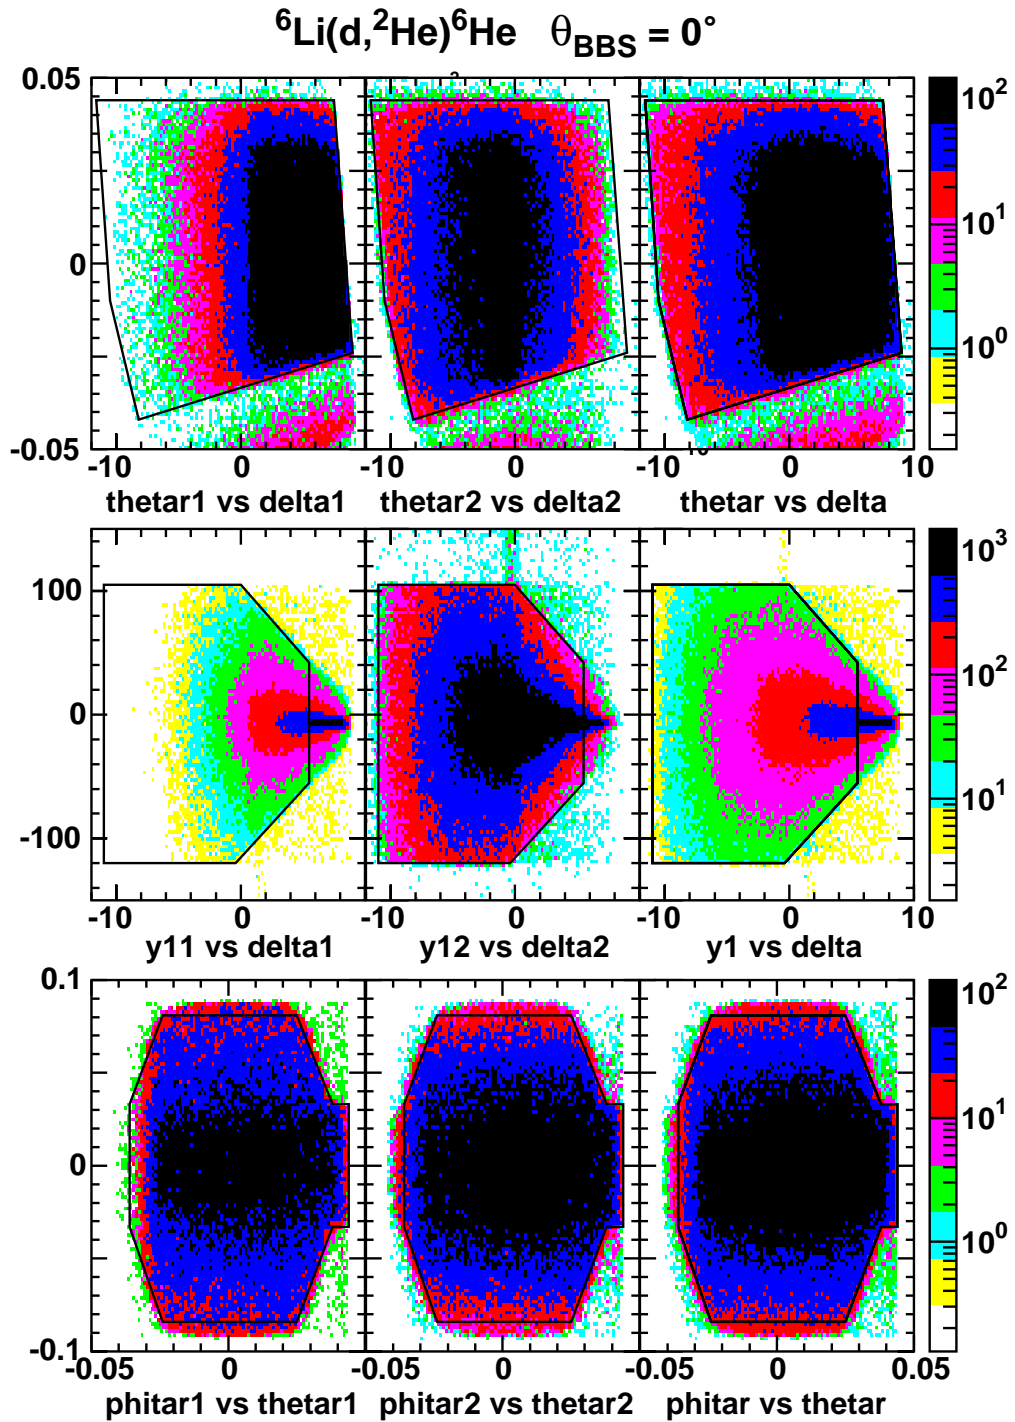 ⁶Li(d,²He)⁶He θBBS = 0°
0.05
0
-0.05
-10 0 -10 0 -10 0 10
10²
10¹
10⁰
thetar1 vs delta1 thetar2 vs delta2 thetar vs delta
100
0
-100
-10 0 -10 0 -10 0 10
10³
10²
10¹
y11 vs delta1 y12 vs delta2 y1 vs delta
0.1
0
-0.1
-0.05 0 -0.05 0 -0.05 0 0.05
10²
10¹
10⁰
phitar1 vs thetar1 phitar2 vs thetar2 phitar vs thetar